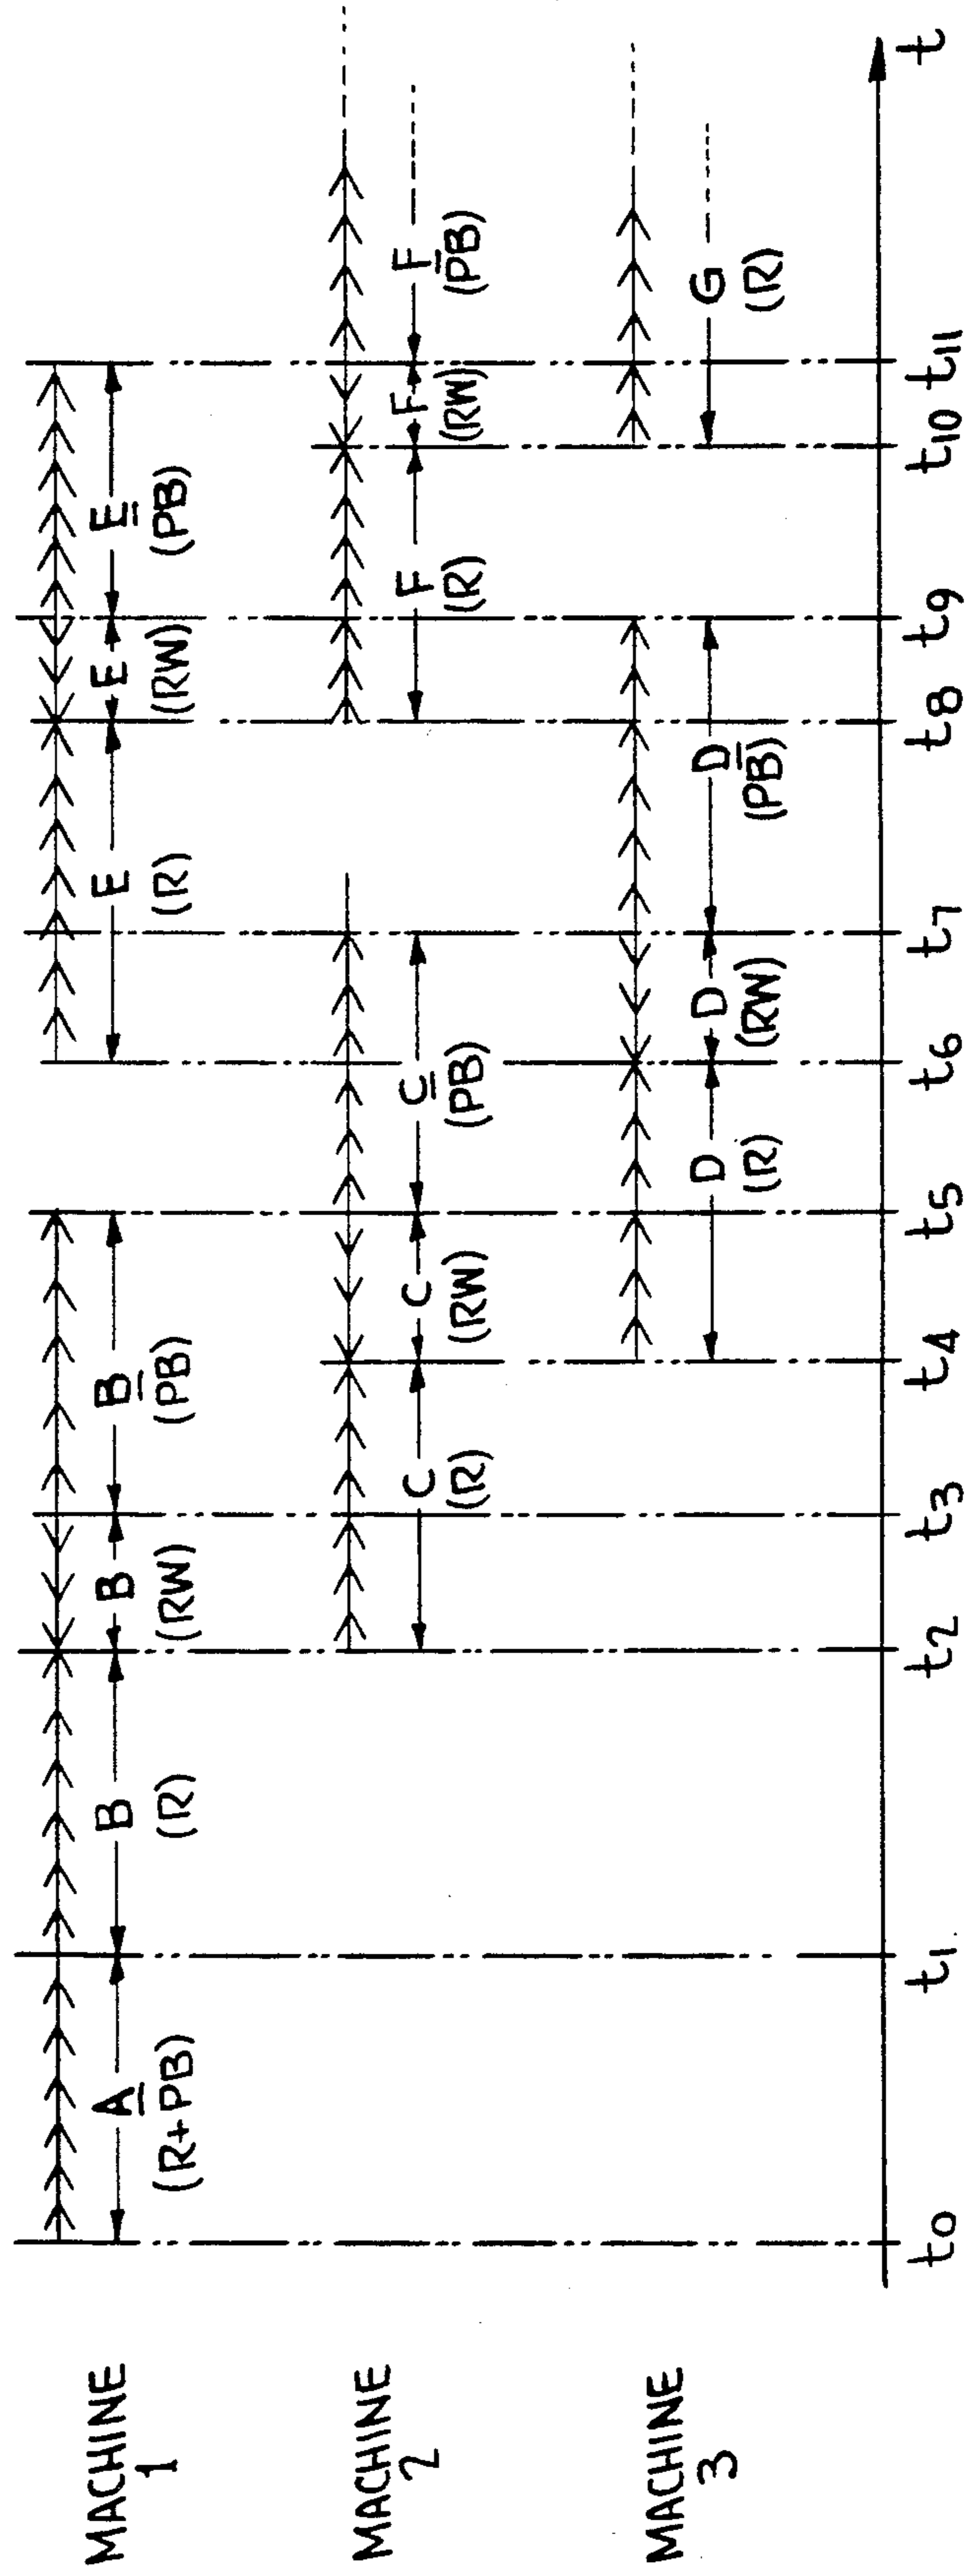 MACHINE
1
A
(R+PB)
B
(R)
B
(RW)
B
(PB)
E
(R)
E
(RW)
E
(PB)
MACHINE
2
C
(R)
C
(RW)
C
(PB)
F
(R)
F
(RW)
F
(PB)
MACHINE
3
D
(R)
D
(RW)
D
(PB)
G
(R)
t0 t1 t2 t3 t4 t5 t6 t7 t8 t9 t10 t11 t